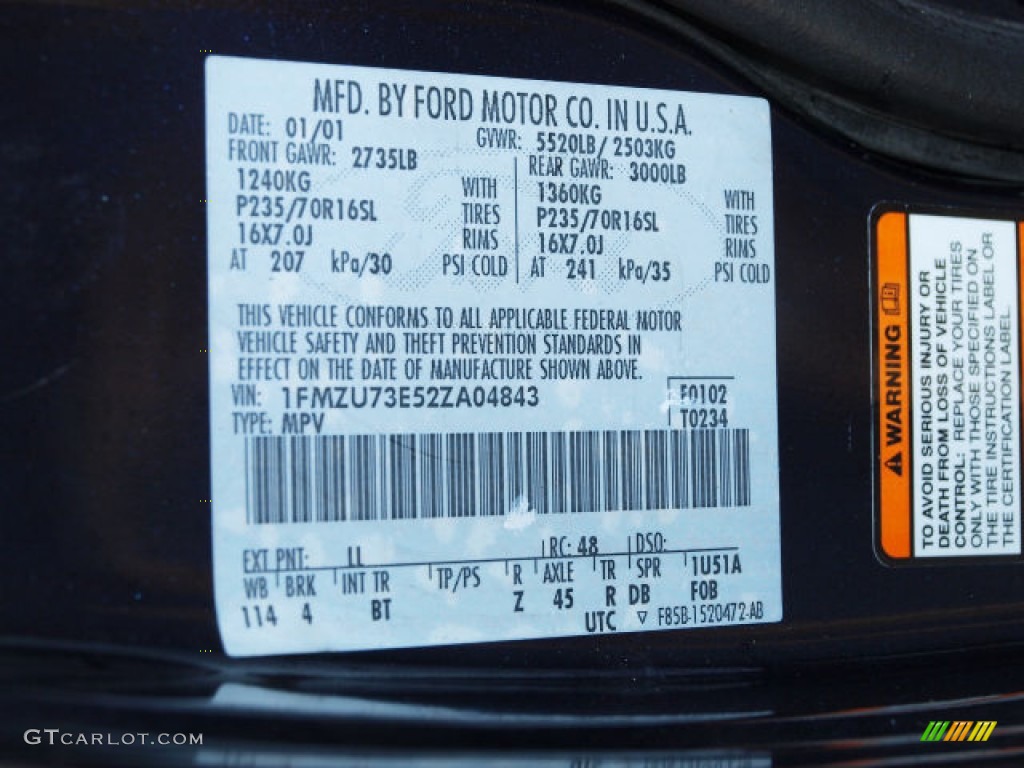 MFD. BY FORD MOTOR CO. IN U.S.A.
DATE: 01/01 GVWR: 5520LB/ 2503KG
FRONT GAWR: 2735LB REAR GAWR: 3000LB
1240KG WITH 1360KG WITH
P235/70R16SL TIRES P235/70R16SL TIRES
16X7.0J RIMS 16X7.0J RIMS
AT 207 kPa/30 PSI COLD AT 241 kPa/35 PSI COLD
THIS VEHICLE CONFORMS TO ALL APPLICABLE FEDERAL MOTOR
VEHICLE SAFETY AND THEFT PREVENTION STANDARDS IN
EFFECT ON THE DATE OF MANUFACTURE SHOWN ABOVE.
VIN: 1FMZU73E52ZA04843 F0102
TYPE: MPV T0234
EXT PNT: LL RC: 48 DSO:
WB BRK INT TR TP/PS R AXLE TR SPR 1U51A
114 4 BT Z 45 R DB FOB
UTC ▽ F85B-1520472-AB
WARNING
TO AVOID SERIOUS INJURY OR
DEATH FROM LOSS OF VEHICLE
CONTROL: REPLACE YOUR TIRES
ONLY WITH THOSE SPECIFIED ON
THE TIRE INSTRUCTIONS LABEL OR
THE CERTIFICATION LABEL.
GTCARLOT.COM